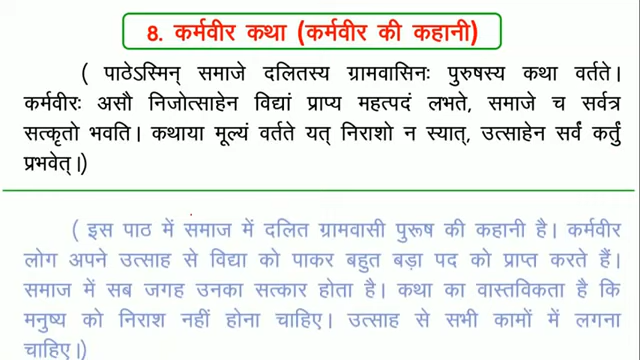 8. कर्मवीर कथा (कर्मवीर की कहानी)
( पाठेऽस्मिन् समाजे दलितस्य ग्रामवासिनः पुरुषस्य कथा वर्तते।
कर्मवीरः असौ निजोत्साहेन विद्यां प्राप्य महत्पदं लभते, समाजे च सर्वत्र
सत्कृतो भवति। कथाया मूल्यं वर्तते यत् निराशो न स्यात्, उत्साहेन सर्वं कर्तुं
प्रभवेत्।)
( इस पाठ में समाज में दलित ग्रामवासी पुरूष की कहानी है। कर्मवीर
लोग अपने उत्साह से विद्या को पाकर बहुत बड़ा पद को प्राप्त करते हैं।
समाज में सब जगह उनका सत्कार होता है। कथा का वास्तविकता है कि
मनुष्य को निराश नहीं होना चाहिए। उत्साह से सभी कामों में लगना
चाहिए।)